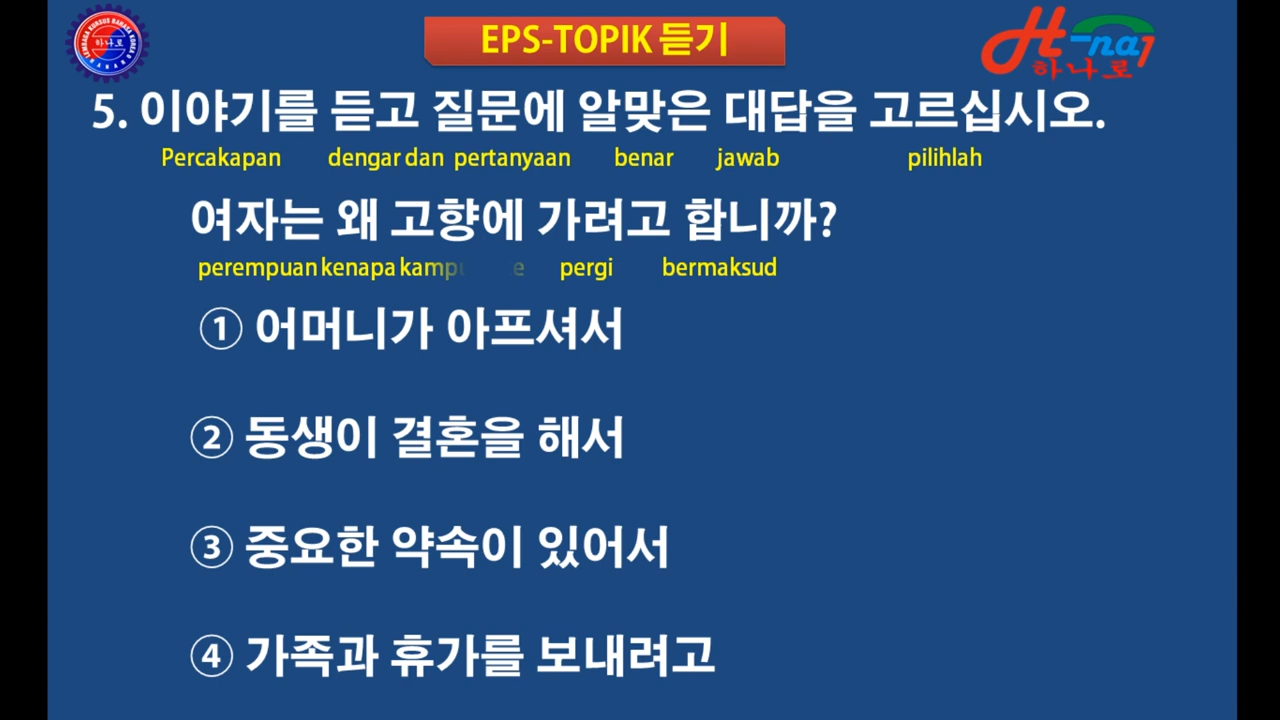 EPS-TOPIK 듣기
H-na1
하나로
하나로
5. 이야기를 듣고 질문에 알맞은 대답을 고르십시오.
Percakapan dengar dan pertanyaan benar jawab pilihlah
여자는 왜 고향에 가려고 합니까?
perempuan kenapa pergi bermaksud
① 어머니가 아프셔서
② 동생이 결혼을 해서
③ 중요한 약속이 있어서
④ 가족과 휴가를 보내려고